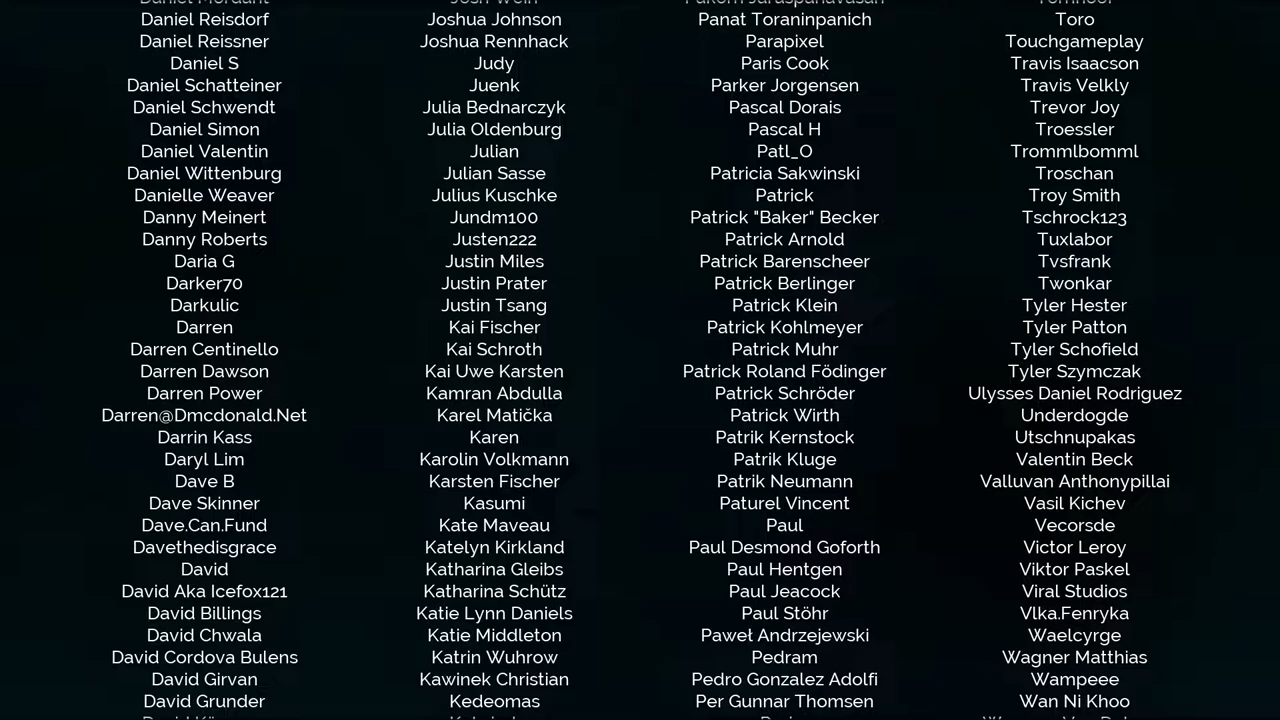 Daniel Reisdorf
Daniel Reissner
Daniel S
Daniel Schatteiner
Daniel Schwendt
Daniel Simon
Daniel Valentin
Daniel Wittenburg
Danielle Weaver
Danny Meinert
Danny Roberts
Daria G
Darker70
Darkulic
Darren
Darren Centinello
Darren Dawson
Darren Power
Darren@Dmcdonald.Net
Darrin Kass
Daryl Lim
Dave B
Dave Skinner
Dave.Can.Fund
Davethedisgrace
David
David Aka Icefox121
David Billings
David Chwala
David Cordova Bulens
David Girvan
David Grunder
Joshua Johnson
Joshua Rennhack
Judy
Juenk
Julia Bednarczyk
Julia Oldenburg
Julian
Julian Sasse
Julius Kuschke
Jundm100
Justen222
Justin Miles
Justin Prater
Justin Tsang
Kai Fischer
Kai Schroth
Kai Uwe Karsten
Kamran Abdulla
Karel Matička
Karen
Karolin Volkmann
Karsten Fischer
Kasumi
Kate Maveau
Katelyn Kirkland
Katharina Gleibs
Katharina Schütz
Katie Lynn Daniels
Katie Middleton
Katrin Wuhrow
Kawinek Christian
Kedeomas
Panat Toraninpanich
Parapixel
Paris Cook
Parker Jorgensen
Pascal Dorais
Pascal H
Patl_O
Patricia Sakwinski
Patrick
Patrick "Baker" Becker
Patrick Arnold
Patrick Barenscheer
Patrick Berlinger
Patrick Klein
Patrick Kohlmeyer
Patrick Muhr
Patrick Roland Födinger
Patrick Schröder
Patrick Wirth
Patrik Kernstock
Patrik Kluge
Patrik Neumann
Paturel Vincent
Paul
Paul Desmond Goforth
Paul Hentgen
Paul Jeacock
Paul Stöhr
Paweł Andrzejewski
Pedram
Pedro Gonzalez Adolfi
Per Gunnar Thomsen
Toro
Touchgameplay
Travis Isaacson
Travis Velkly
Trevor Joy
Troessler
Trommlbomml
Troschan
Troy Smith
Tschrock123
Tuxlabor
Tvsfrank
Twonkar
Tyler Hester
Tyler Patton
Tyler Schofield
Tyler Szymczak
Ulysses Daniel Rodriguez
Underdogde
Utschnupakas
Valentin Beck
Valluvan Anthonypillai
Vasil Kichev
Vecorsde
Victor Leroy
Viktor Paskel
Viral Studios
Vlka.Fenryka
Waelcyrge
Wagner Matthias
Wampeee
Wan Ni Khoo